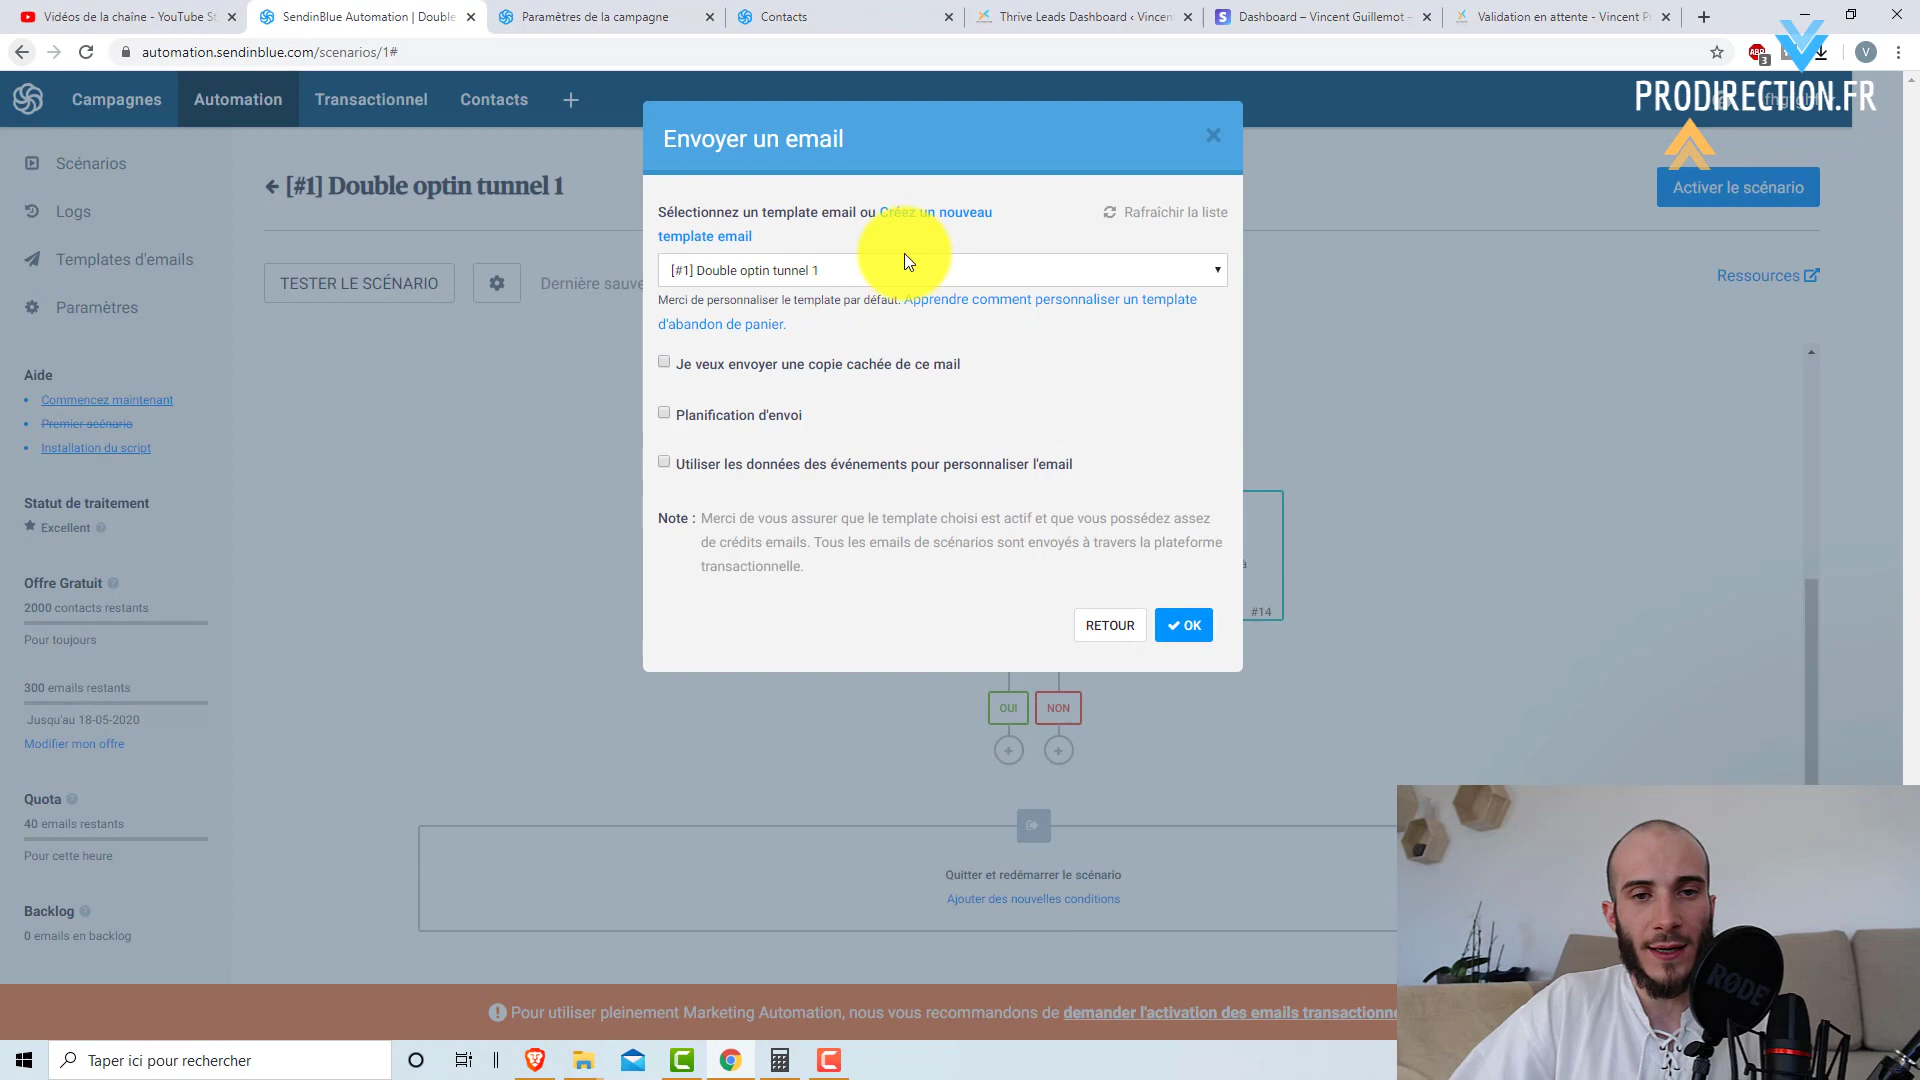 Vidéos de la chaîne - YouTube St
SendinBlue Automation | Double
Paramètres de la campagne
Contacts
Thrive Leads Dashboard ‹ Vincen
Dashboard – Vincent Guillemot –
Validation en attente - Vincent P
automation.sendinblue.com/scenarios/1#
ABP
3
V
PRODIRECTION.FR
Campagnes
Automation
Transactionnel
Contacts
Envoyer un email
Scénarios
Logs
Templates d'emails
Paramètres
[#1] Double optin tunnel 1
Activer le scénario
TESTER LE SCÉNARIO
Dernière sauve
Ressources
Sélectionnez un template email ou Créez un nouveau
template email
Rafraîchir la liste
[#1] Double optin tunnel 1
Merci de personnaliser le template par défaut. Apprendre comment personnaliser un template
d'abandon de panier.
Je veux envoyer une copie cachée de ce mail
Planification d'envoi
Utiliser les données des événements pour personnaliser l'email
Note : Merci de vous assurer que le template choisi est actif et que vous possédez assez
de crédits emails. Tous les emails de scénarios sont envoyés à travers la plateforme
transactionnelle.
RETOUR
OK
à
#14
OUI
NON
Quitter et redémarrer le scénario
Ajouter des nouvelles conditions
Aide
Commencez maintenant
Premier scénario
Installation du script
Statut de traitement
Excellent
Offre Gratuit
2000 contacts restants
Pour toujours
300 emails restants
Jusqu'au 18-05-2020
Modifier mon offre
Quota
40 emails restants
Pour cette heure
Backlog
0 emails en backlog
Pour utiliser pleinement Marketing Automation, nous vous recommandons de demander l'activation des emails transactionne
RØDE
Taper ici pour rechercher